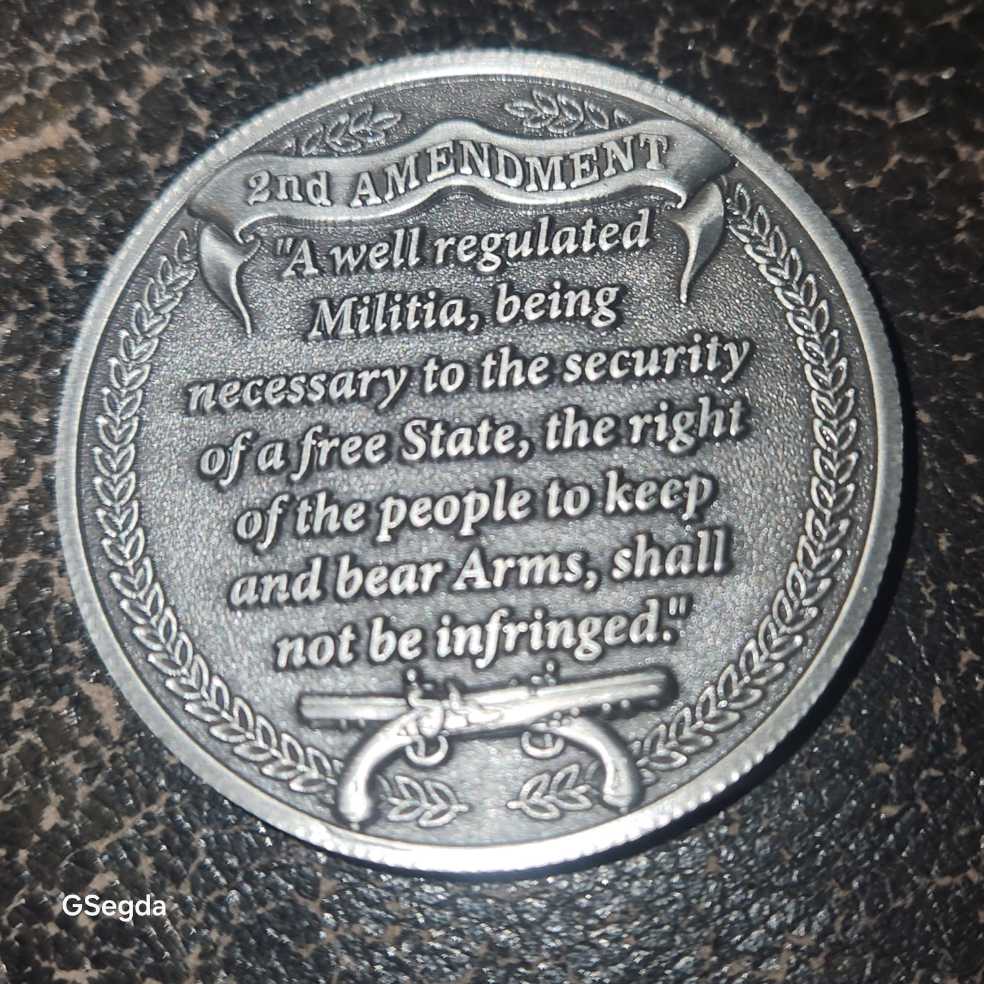 2nd AMENDMENT
"A well regulated
Militia, being
necessary to the security
of a free State, the right
of the people to keep
and bear Arms, shall
not be infringed."
GSegda